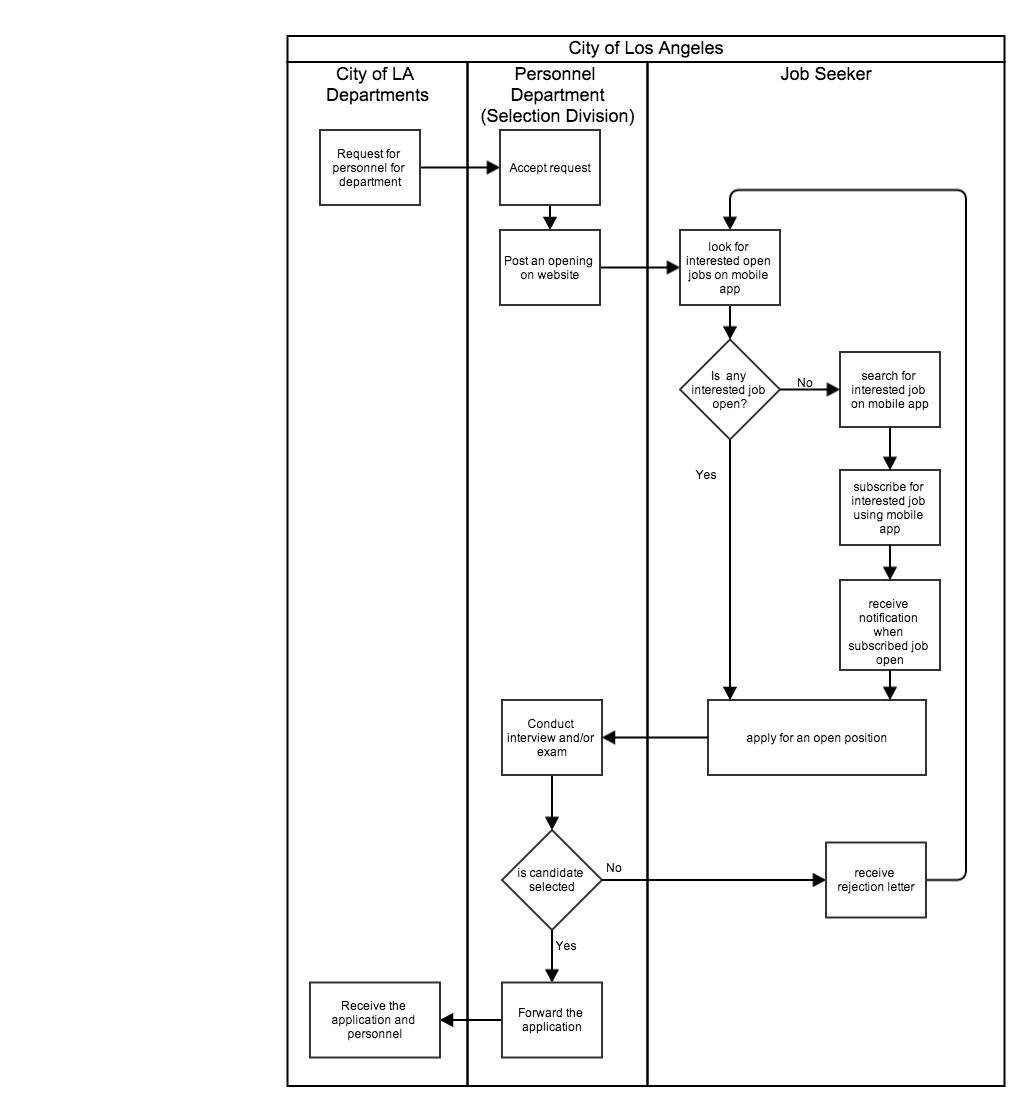 City of Los Angeles
City of LA
Departments
Personnel
Department
(Selection Division)
Job Seeker
Request for
personnel for
department
Accept request
Post an opening
on website
look for
interested open
jobs on mobile
app
Is any
interested job
open?
No
search for
interested job
on mobile app
Yes
subscribe for
interested job
using mobile
app
receive
notification
when
subscribed job
open
Conduct
interview and/or
exam
apply for an open position
is candidate
selected
No
receive
rejection letter
Yes
Receive the
application and
personnel
Forward the
application